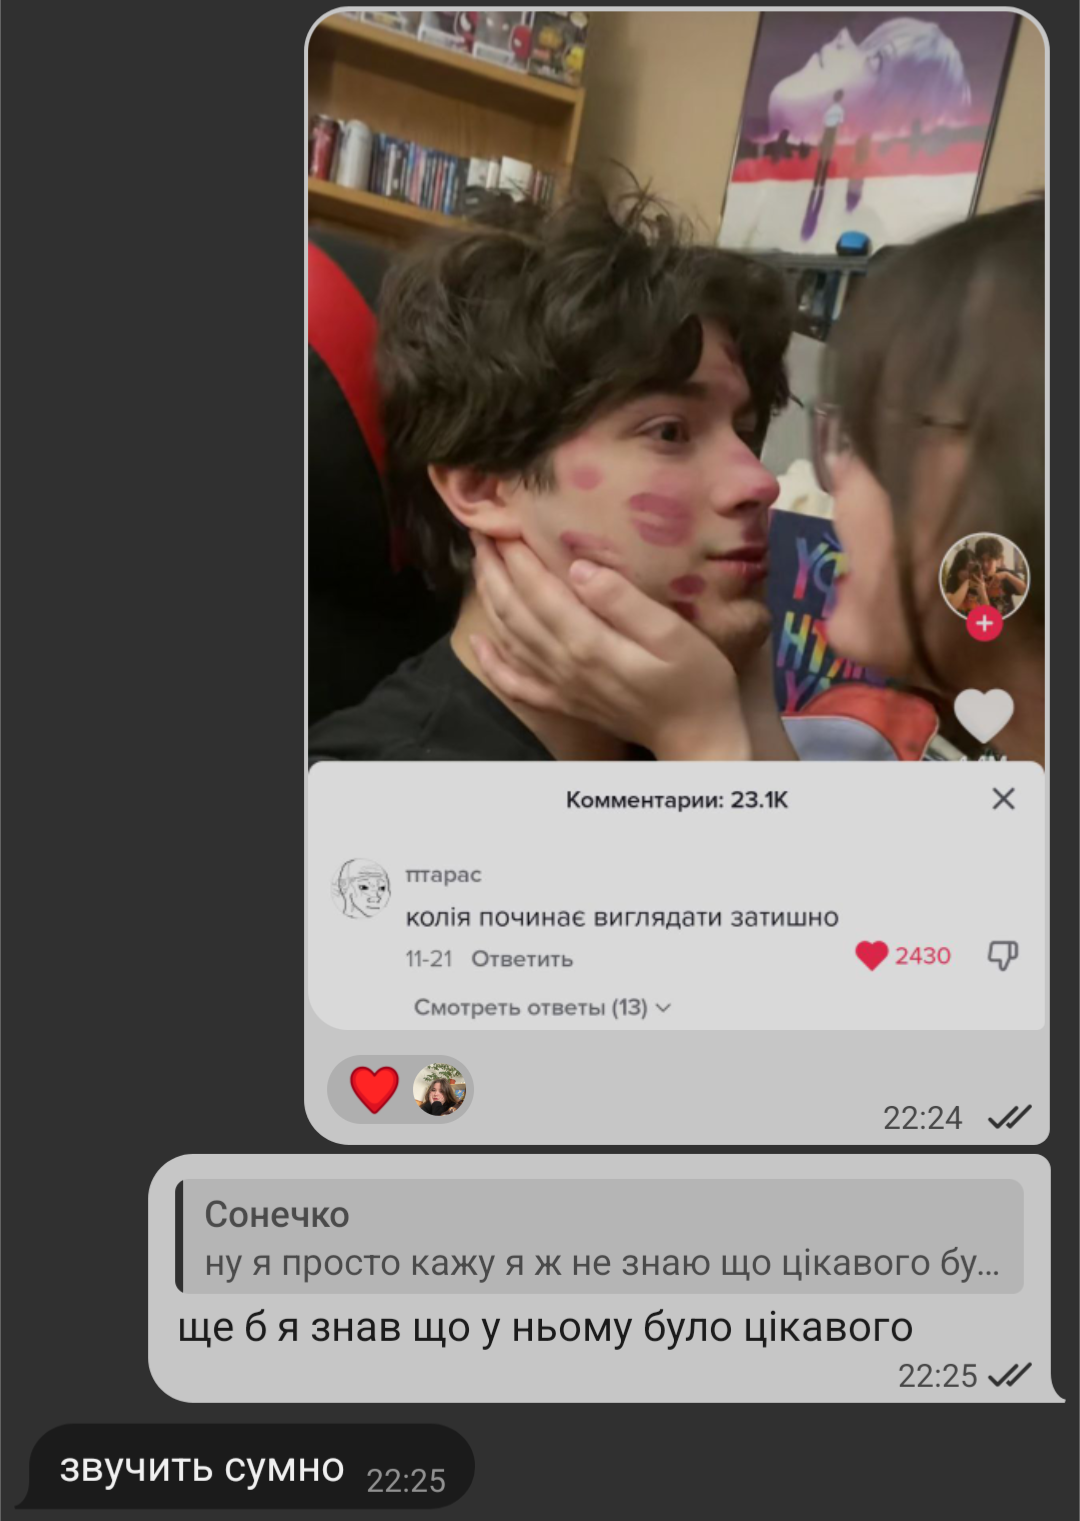 Комментарии: 23.1K
птарас
колія починає виглядати затишно
11-21 Ответить
2430
Смотреть ответы (13)
22:24
Сонечко
ну я просто кажу я ж не знаю що цікавого бу...
ще б я знав що у ньому було цікавого
22:25
звучить сумно 22:25